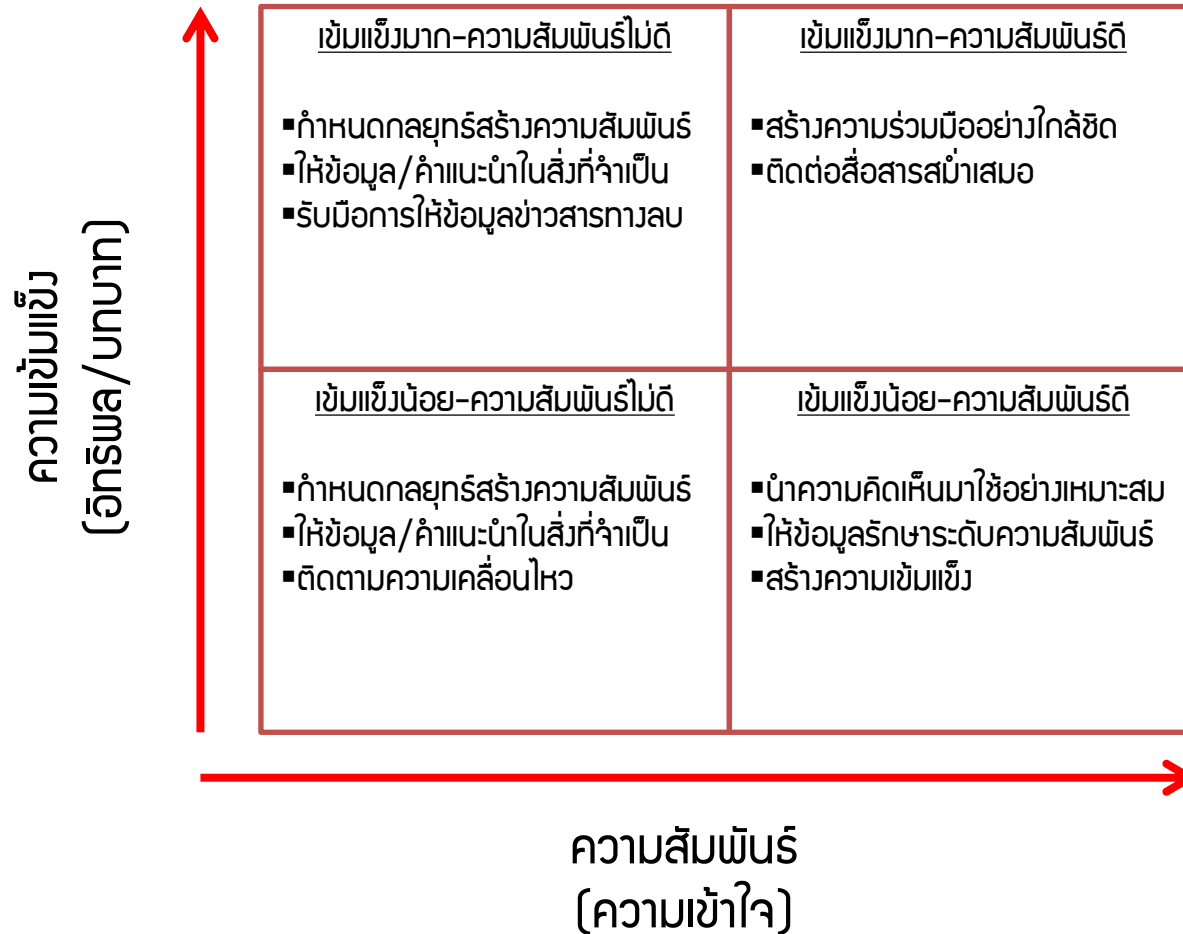 เข้มแข็งมาก-ความสัมพันธ์ไม่ดี
▪กำหนดกลยุทธ์สร้างความสัมพันธ์
▪ให้ข้อมูล/คำแนะนำในสิ่งที่จำเป็น
▪รับมือการให้ข้อมูลข่าวสารทางลบ
เข้มแข็งมาก-ความสัมพันธ์ดี
▪สร้างความร่วมมืออย่างใกล้ชิด
▪ติดต่อสื่อสารสม่ำเสมอ
ความเข้มแข็ง
(อิทธิพล/บทบาท)
เข้มแข็งน้อย-ความสัมพันธ์ไม่ดี
▪กำหนดกลยุทธ์สร้างความสัมพันธ์
▪ให้ข้อมูล/คำแนะนำในสิ่งที่จำเป็น
▪ติดตามความเคลื่อนไหว
เข้มแข็งน้อย-ความสัมพันธ์ดี
▪นำความคิดเห็นมาใช้อย่างเหมาะสม
▪ให้ข้อมูลรักษาระดับความสัมพันธ์
▪สร้างความเข้มแข็ง
ความสัมพันธ์
(ความเข้าใจ)